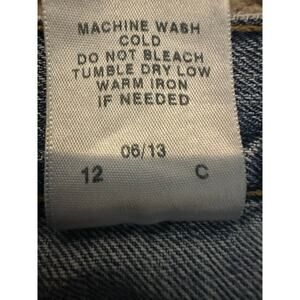 MACHINE WASH
COLD
DO NOT BLEACH
TUMBLE DRY LOW
WARM IRON
IF NEEDED
06/13
12 C